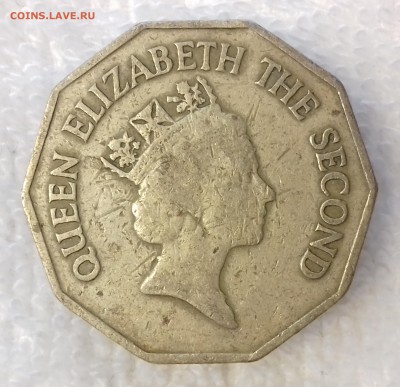 COINS.LAVE.RU
QUEEN ELIZABETH THE SECOND